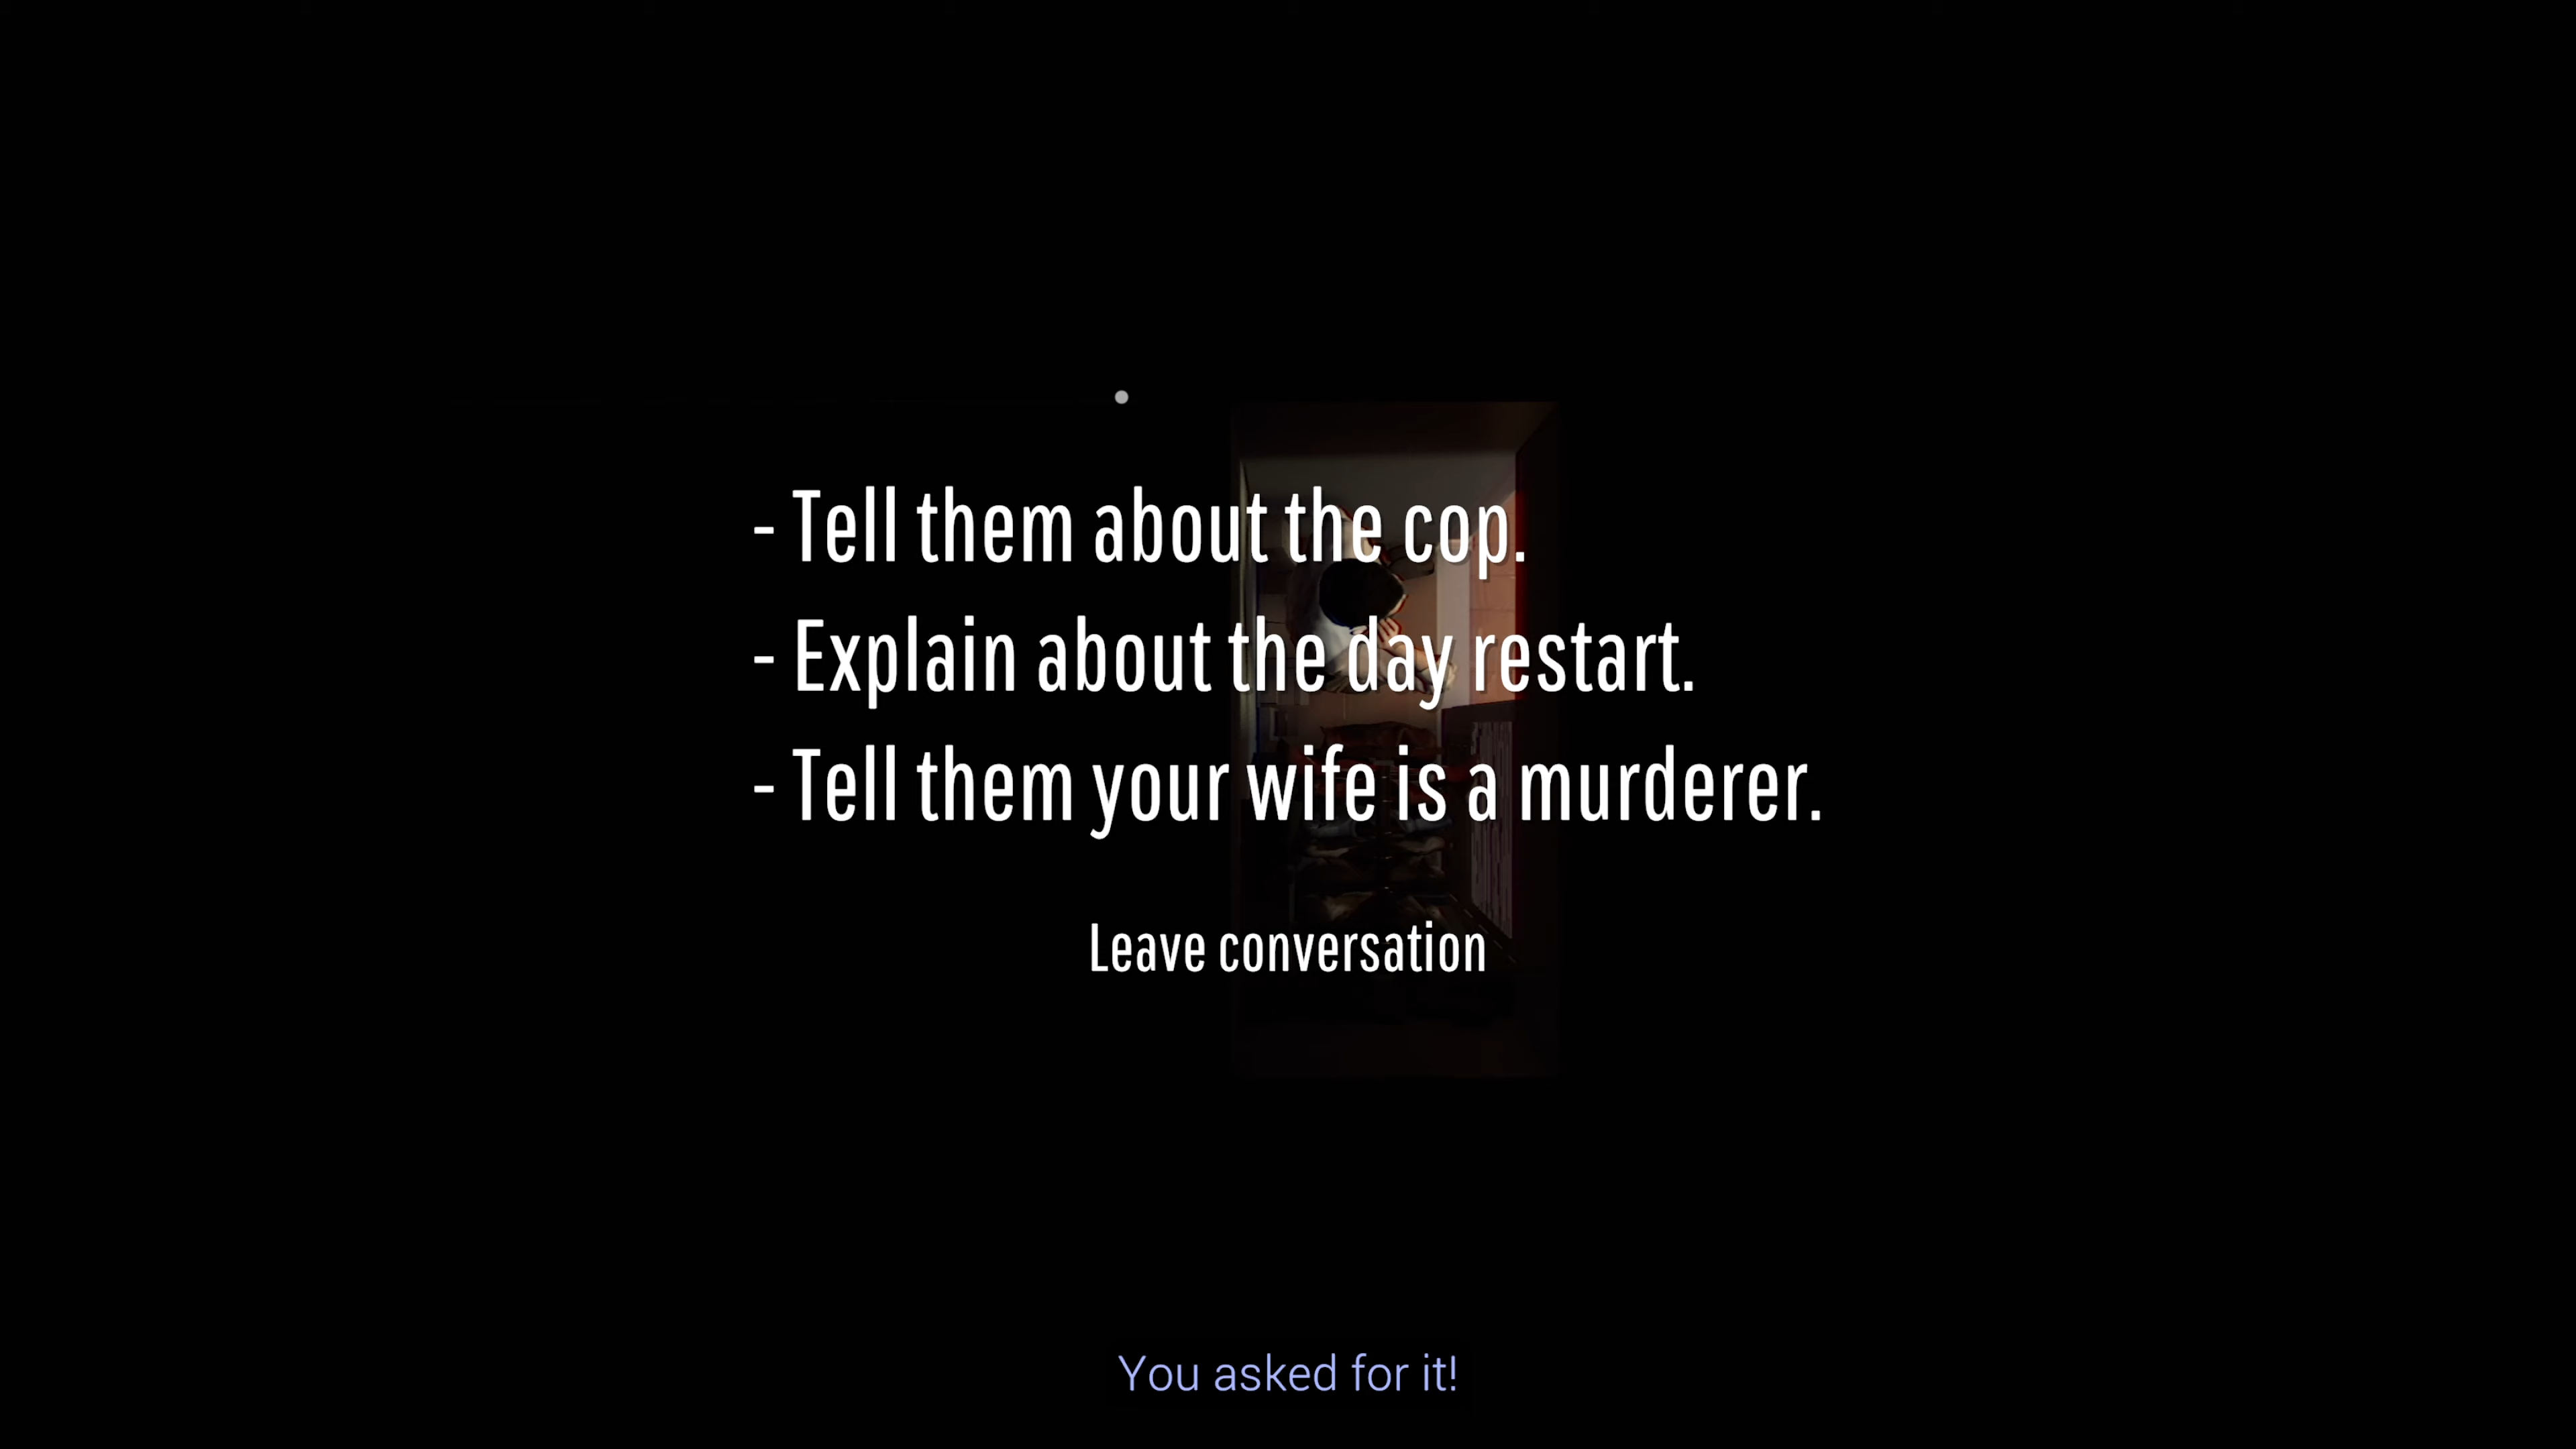 - Tell them about the cop.
- Explain about the day restart.
- Tell them your wife is a murderer.
Leave conversation
You asked for it!